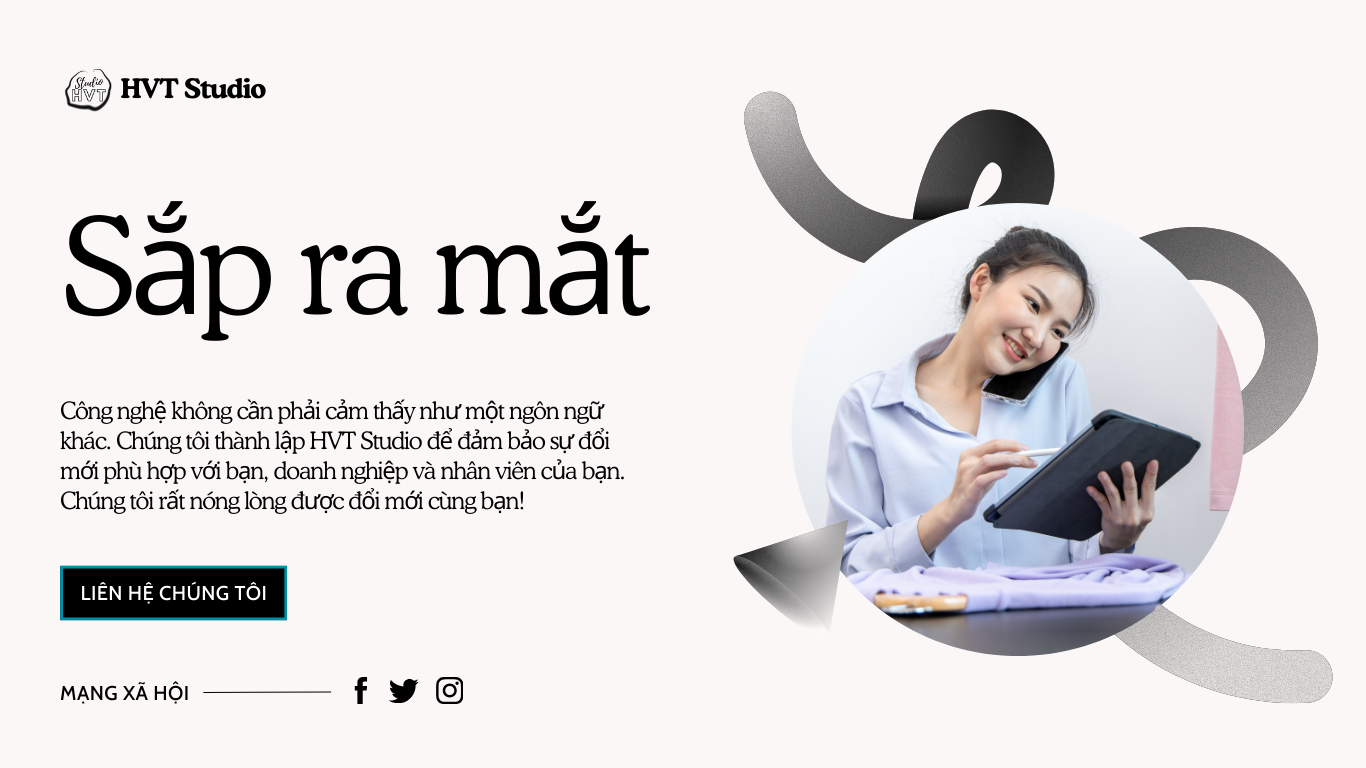 Studio
HVT
HVT Studio
Sắp ra mắt
Công nghệ không cần phải cảm thấy như một ngôn ngữ
khác. Chúng tôi thành lập HVT Studio để đảm bảo sự đổi
mới phù hợp với bạn, doanh nghiệp và nhân viên của bạn.
Chúng tôi rất nóng lòng được đổi mới cùng bạn!
LIÊN HỆ CHÚNG TÔI
MẠNG XÃ HỘI